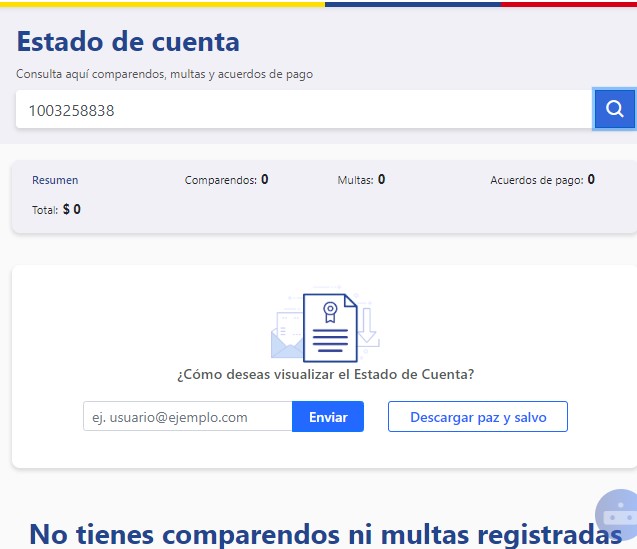 Estado de cuenta
Consulta aquí comparendos, multas y acuerdos de pago
1003258838
Resumen Comparendos: 0 Multas: 0 Acuerdos de pago: 0
Total: $ 0
¿Cómo deseas visualizar el Estado de Cuenta?
ej. usuario@ejemplo.com Enviar Descargar paz y salvo
No tienes comparendos ni multas registradas